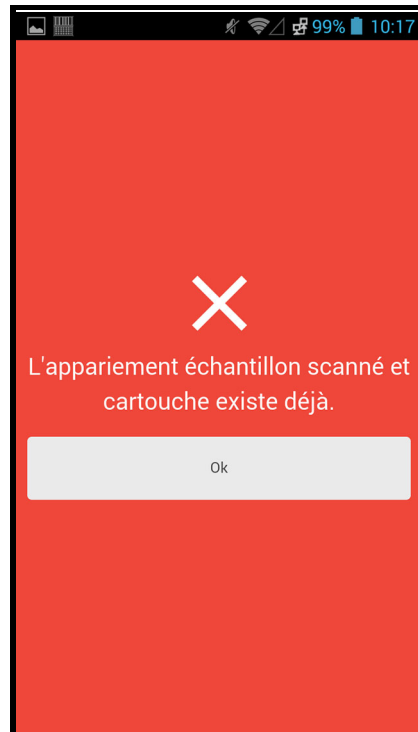 99% 10:17
L'appariement échantillon scanné et
cartouche existe déjà.
Ok